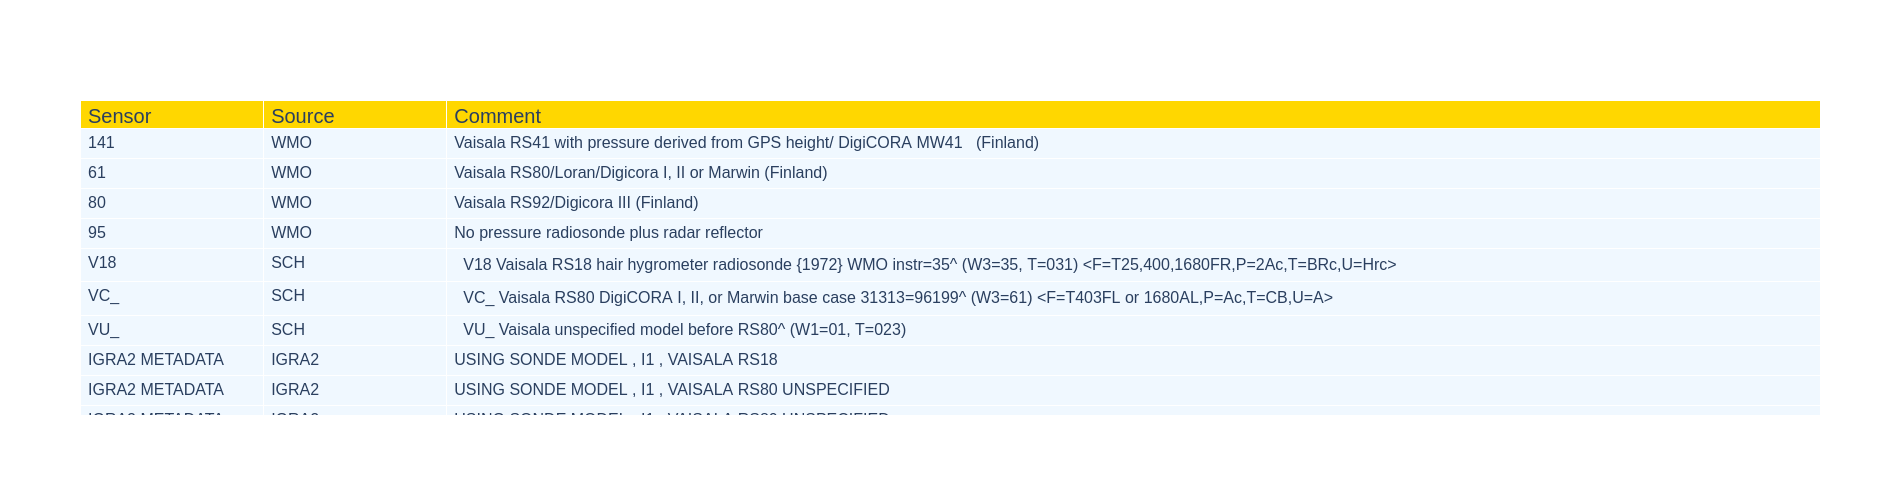 Sensor Source Comment
141 WMO Vaisala RS41 with pressure derived from GPS height/ DigiCORA MW41   (Finland)
61 WMO Vaisala RS80/Loran/Digicora I, II or Marwin (Finland)
80 WMO Vaisala RS92/Digicora III (Finland)
95 WMO No pressure radiosonde plus radar reflector
V18 SCH V18 Vaisala RS18 hair hygrometer radiosonde {1972} WMO instr=35^ (W3=35, T=031) <F=T25,400,1680FR,P=2Ac,T=BRc,U=Hrc>
VC_ SCH VC_ Vaisala RS80 DigiCORA I, II, or Marwin base case 31313=96199^ (W3=61) <F=T403FL or 1680AL,P=Ac,T=CB,U=A>
VU_ SCH VU_ Vaisala unspecified model before RS80^ (W1=01, T=023)
IGRA2 METADATA IGRA2 USING SONDE MODEL , I1 , VAISALA RS18
IGRA2 METADATA IGRA2 USING SONDE MODEL , I1 , VAISALA RS80 UNSPECIFIED